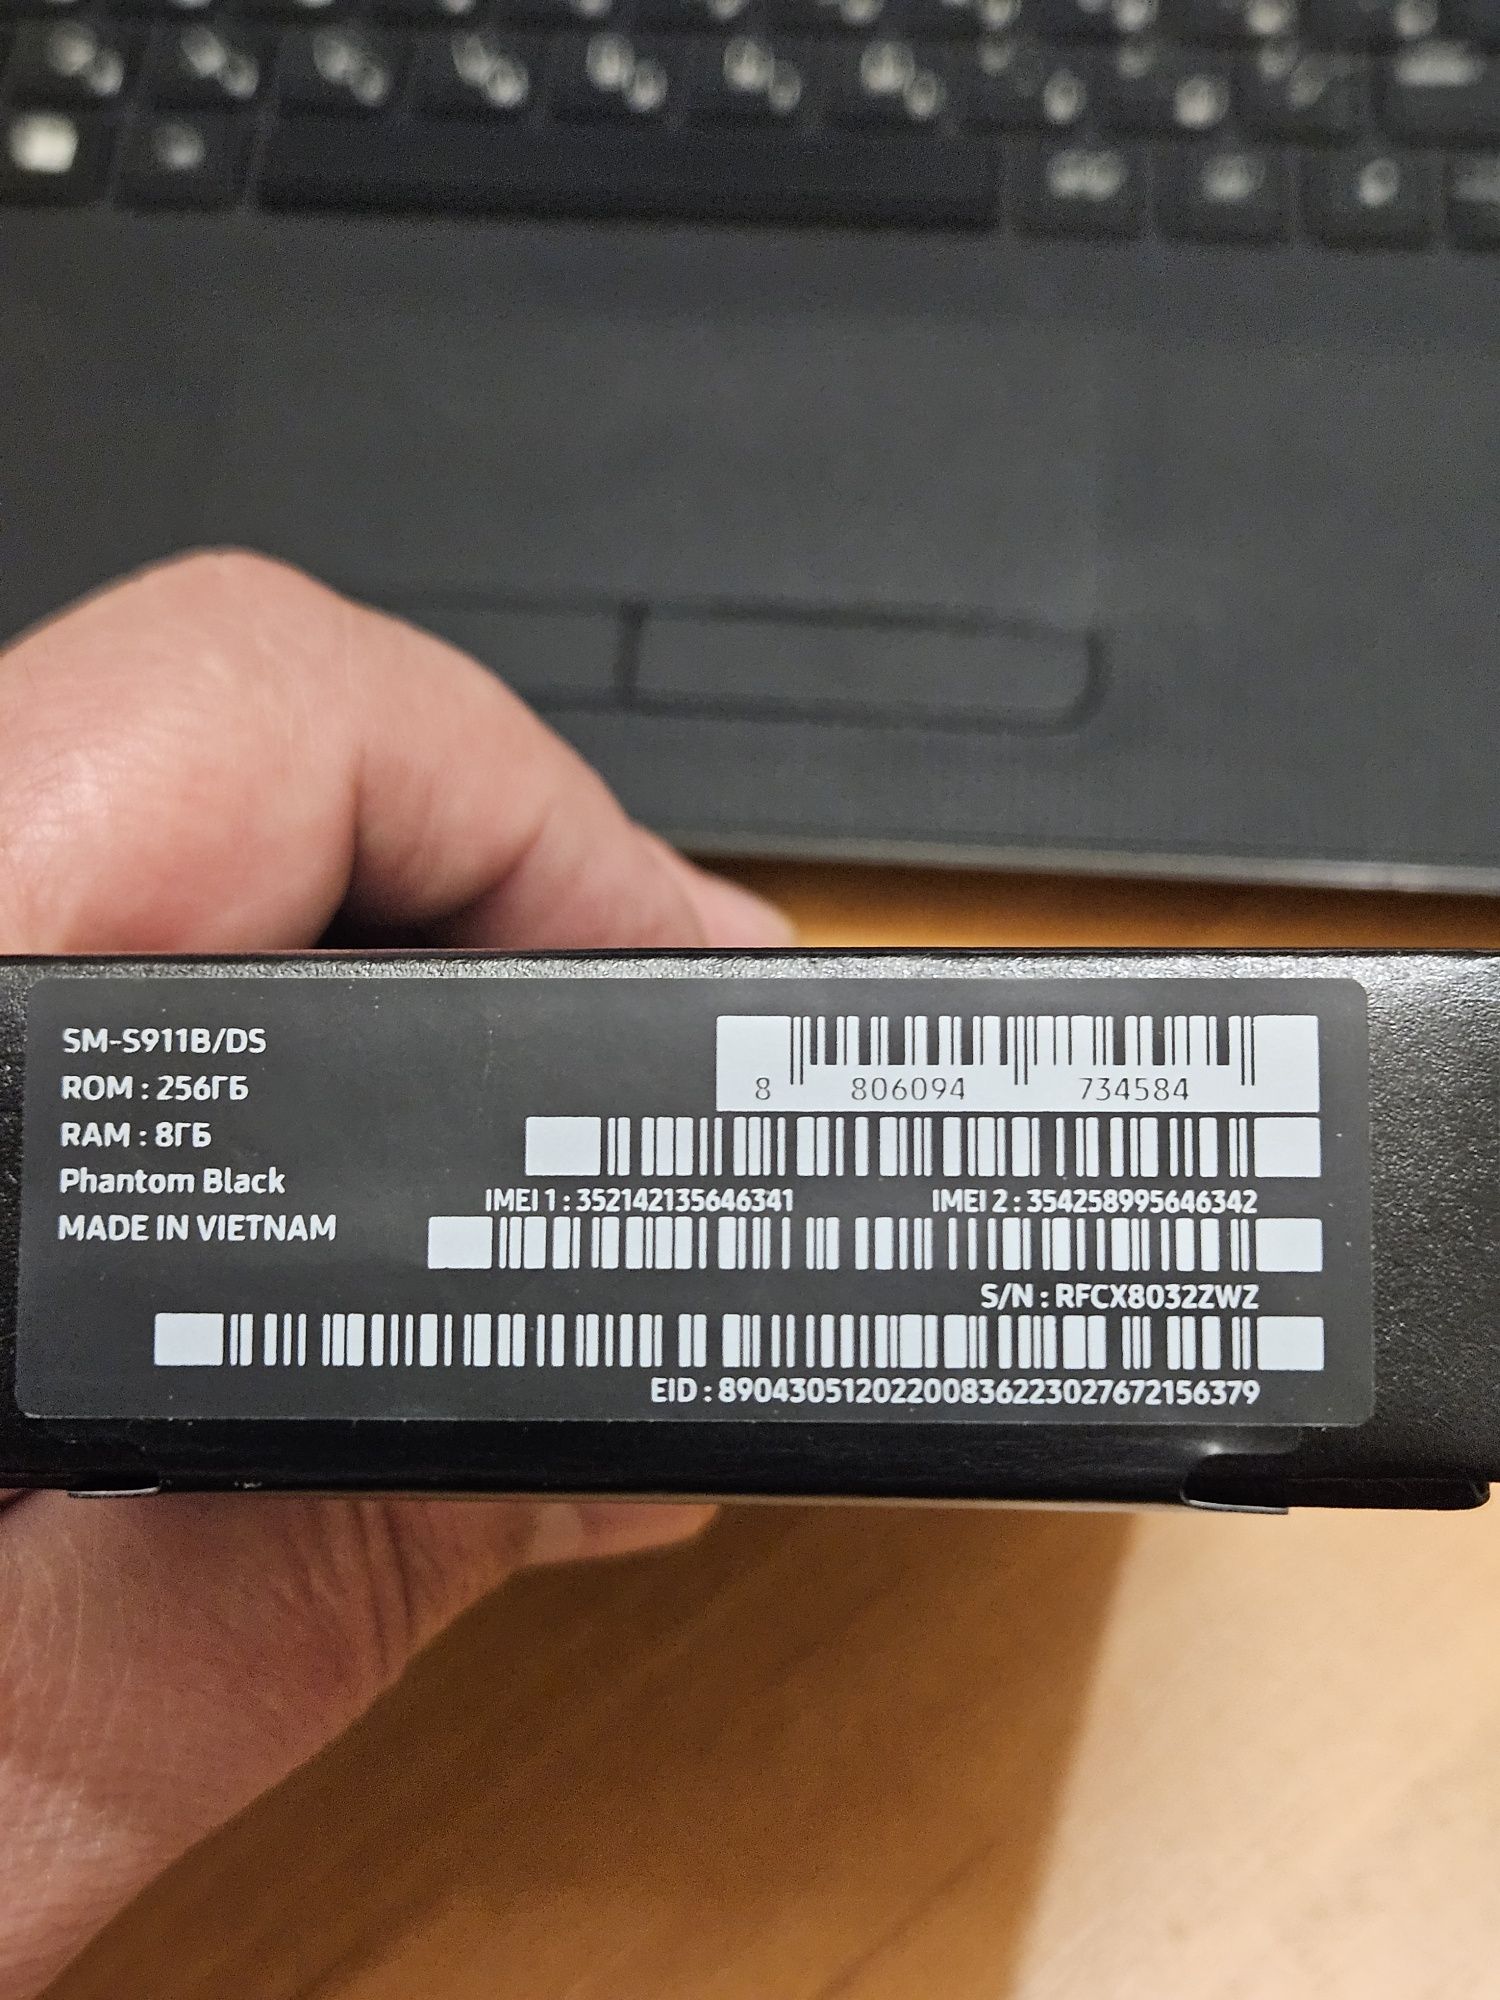 SM-S911B/DS
ROM : 256ГБ
RAM : 8ГБ
Phantom Black
MADE IN VIETNAM
8 806094 734584
IMEI 1 : 352142135646341 IMEI 2 : 354258995646342
S/N : RFCX8032ZWZ
EID : 89043051202200836223027672156379